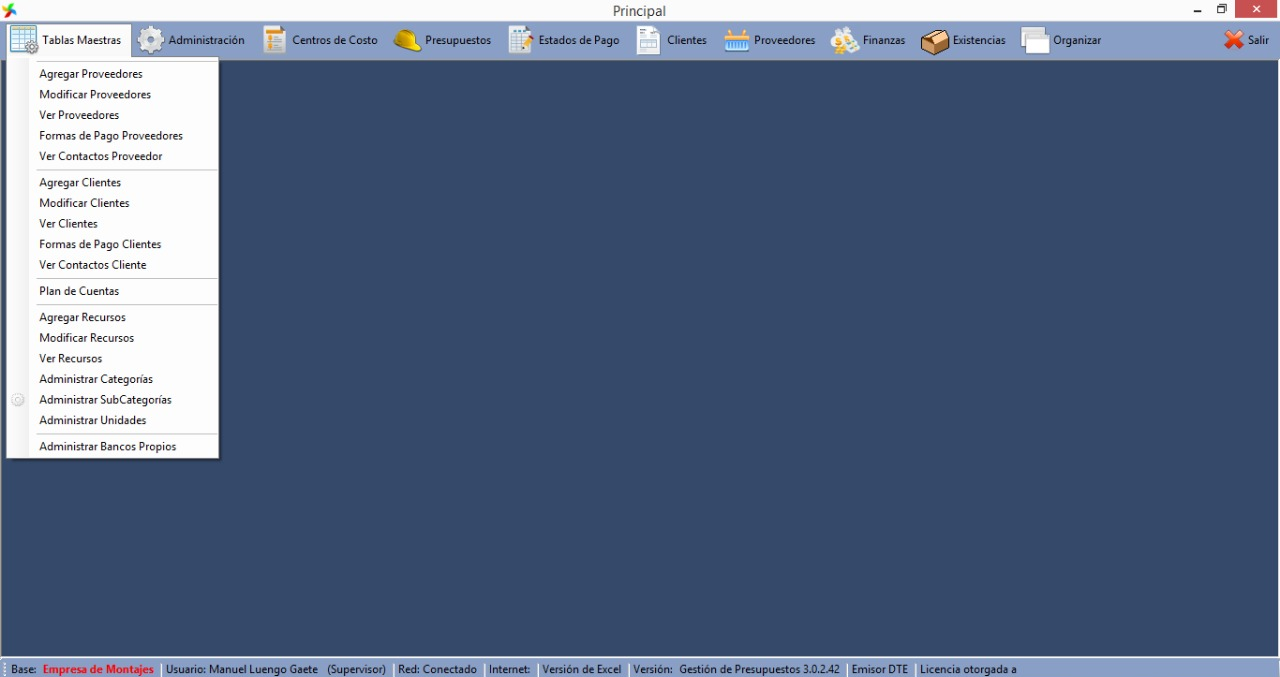 Principal
Tablas Maestras Administración Centros de Costo Presupuestos Estados de Pago Clientes Proveedores Finanzas Existencias Organizar Salir
Agregar Proveedores
Modificar Proveedores
Ver Proveedores
Formas de Pago Proveedores
Ver Contactos Proveedor
Agregar Clientes
Modificar Clientes
Ver Clientes
Formas de Pago Clientes
Ver Contactos Cliente
Plan de Cuentas
Agregar Recursos
Modificar Recursos
Ver Recursos
Administrar Categorías
Administrar SubCategorías
Administrar Unidades
Administrar Bancos Propios
Base: Empresa de Montajes Usuario: Manuel Luengo Gaete (Supervisor) Red: Conectado Internet: Versión de Excel Versión: Gestión de Presupuestos 3.0.2.42 Emisor DTE Licencia otorgada a